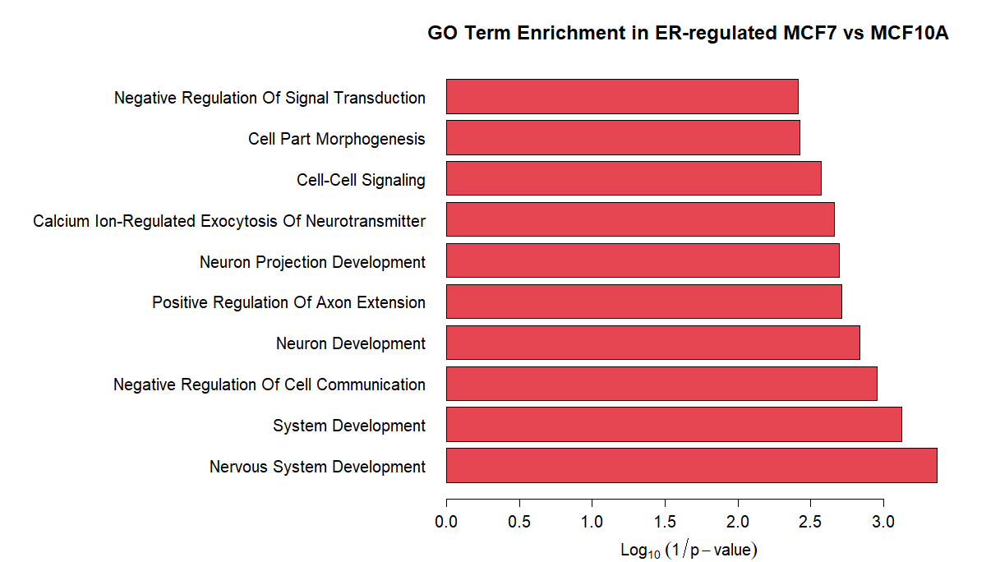 GO Term Enrichment in ER-regulated MCF7 vs MCF10A
Negative Regulation Of Signal Transduction
Cell Part Morphogenesis
Cell-Cell Signaling
Calcium Ion-Regulated Exocytosis Of Neurotransmitter
Neuron Projection Development
Positive Regulation Of Axon Extension
Neuron Development
Negative Regulation Of Cell Communication
System Development
Nervous System Development
0.0 0.5 1.0 1.5 2.0 2.5 3.0
Log₁₀ (1/p−value)